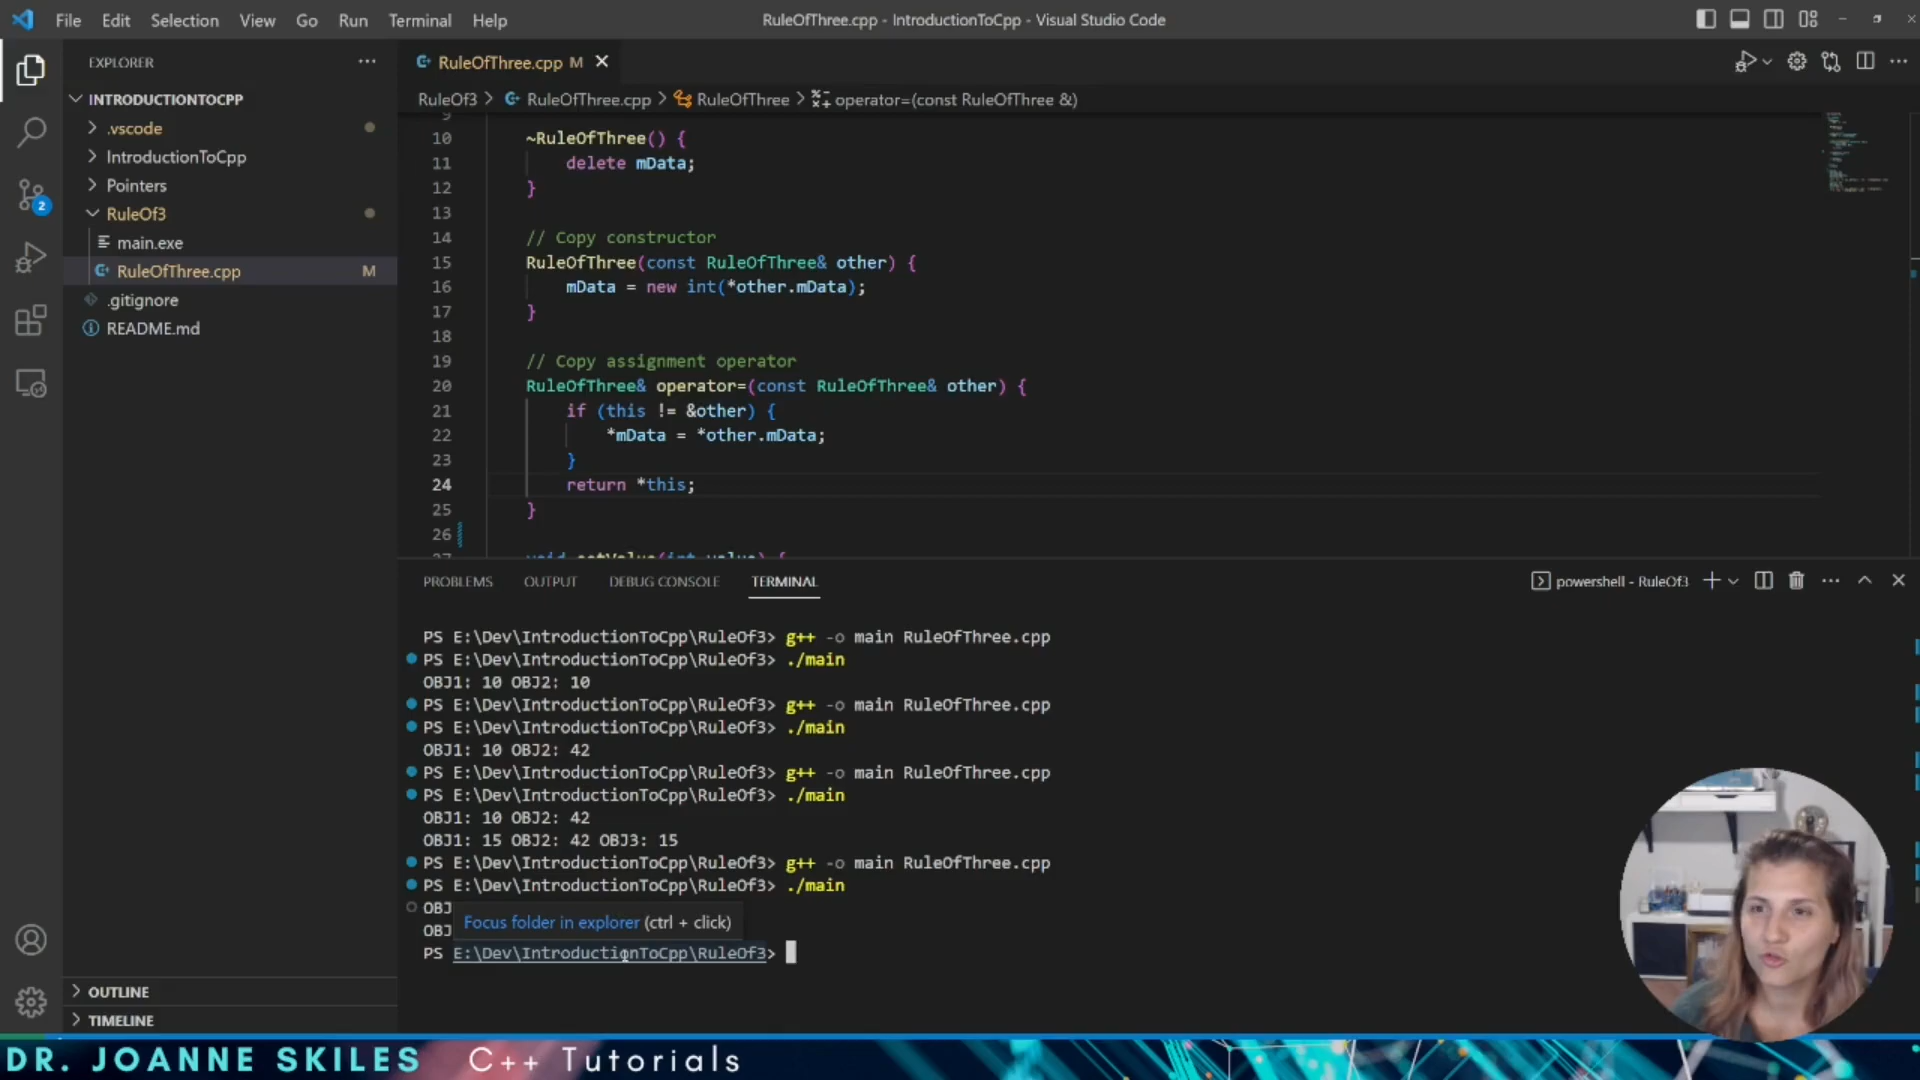 File Edit Selection View Go Run Terminal Help
RuleOfThree.cpp - IntroductionToCpp - Visual Studio Code
EXPLORER
INTRODUCTIONTOCPP
.vscode
IntroductionToCpp
Pointers
RuleOf3
main.exe
RuleOfThree.cpp M
.gitignore
README.md
OUTLINE
TIMELINE
2
RuleOfThree.cpp M
RuleOf3 > RuleOfThree.cpp > RuleOfThree > operator=(const RuleOfThree &)
9
10 ~RuleOfThree() {
11 delete mData;
12 }
13
14 // Copy constructor
15 RuleOfThree(const RuleOfThree& other) {
16 mData = new int(*other.mData);
17 }
18
19 // Copy assignment operator
20 RuleOfThree& operator=(const RuleOfThree& other) {
21 if (this != &other) {
22 *mData = *other.mData;
23 }
24 return *this;
25 }
26
27 void setValue(int value) {
PROBLEMS OUTPUT DEBUG CONSOLE TERMINAL
powershell - RuleOf3
PS E:\Dev\IntroductionToCpp\RuleOf3> g++ -o main RuleOfThree.cpp
PS E:\Dev\IntroductionToCpp\RuleOf3> ./main
OBJ1: 10 OBJ2: 10
PS E:\Dev\IntroductionToCpp\RuleOf3> g++ -o main RuleOfThree.cpp
PS E:\Dev\IntroductionToCpp\RuleOf3> ./main
OBJ1: 10 OBJ2: 42
PS E:\Dev\IntroductionToCpp\RuleOf3> g++ -o main RuleOfThree.cpp
PS E:\Dev\IntroductionToCpp\RuleOf3> ./main
OBJ1: 10 OBJ2: 42
OBJ1: 15 OBJ2: 42 OBJ3: 15
PS E:\Dev\IntroductionToCpp\RuleOf3> g++ -o main RuleOfThree.cpp
PS E:\Dev\IntroductionToCpp\RuleOf3> ./main
OBJ
Focus folder in explorer (ctrl + click)
OBJ
PS E:\Dev\IntroductionToCpp\RuleOf3>
DR. JOANNE SKILES C++ Tutorials